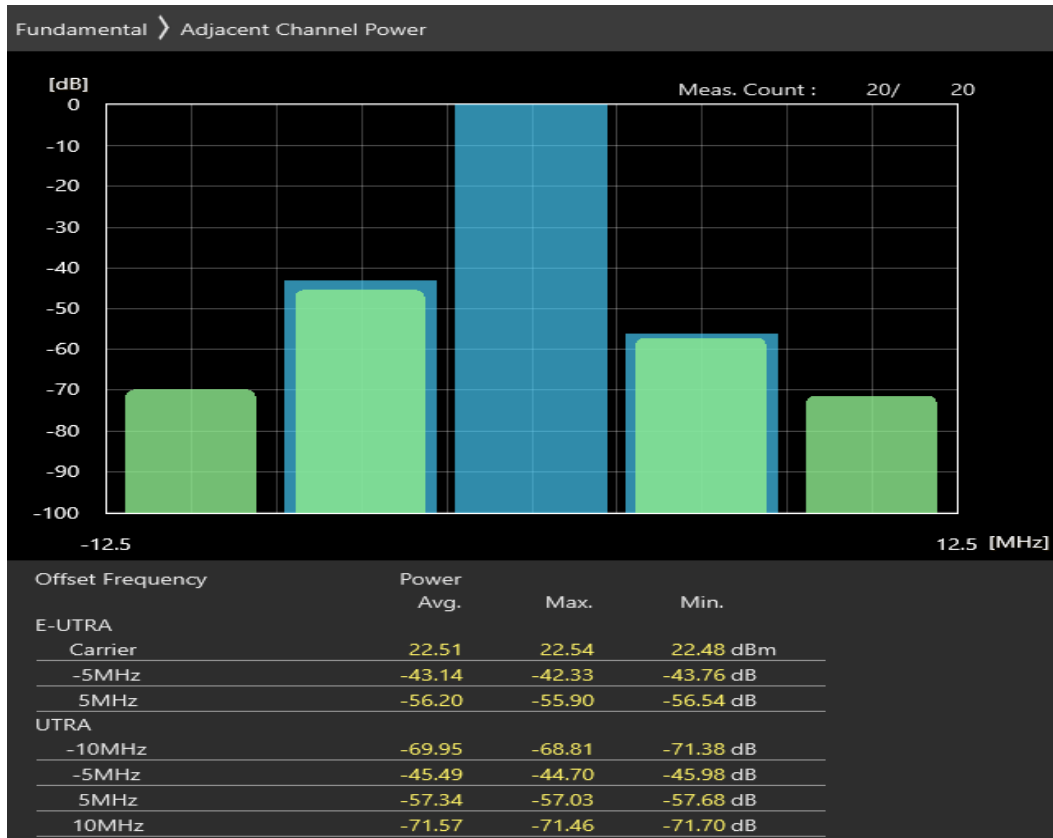 Fundamental ❭ Adjacent Channel Power
[dB]
Meas. Count : 20/ 20
0
-10
-20
-30
-40
-50
-60
-70
-80
-90
-100
-12.5 12.5 [MHz]
Offset Frequency Power
Avg. Max. Min.
E-UTRA
Carrier 22.51 22.54 22.48 dBm
-5MHz -43.14 -42.33 -43.76 dB
5MHz -56.20 -55.90 -56.54 dB
UTRA
-10MHz -69.95 -68.81 -71.38 dB
-5MHz -45.49 -44.70 -45.98 dB
5MHz -57.34 -57.03 -57.68 dB
10MHz -71.57 -71.46 -71.70 dB